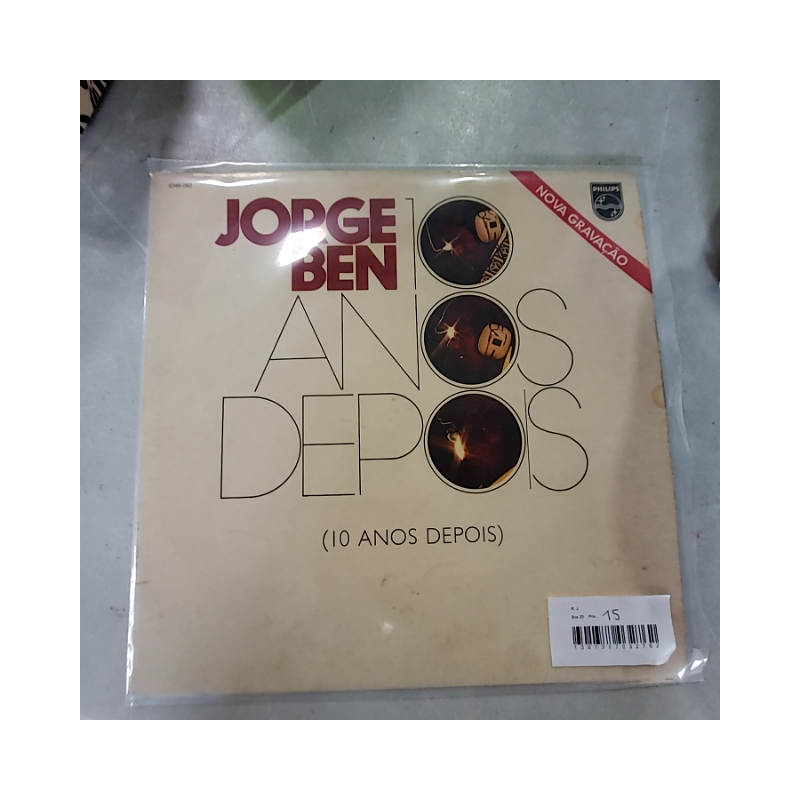 JORGE
BEN
10
ANOS
DEPOIS
NOVA GRAVAÇÃO
PHILIPS
(10 ANOS DEPOIS)
15